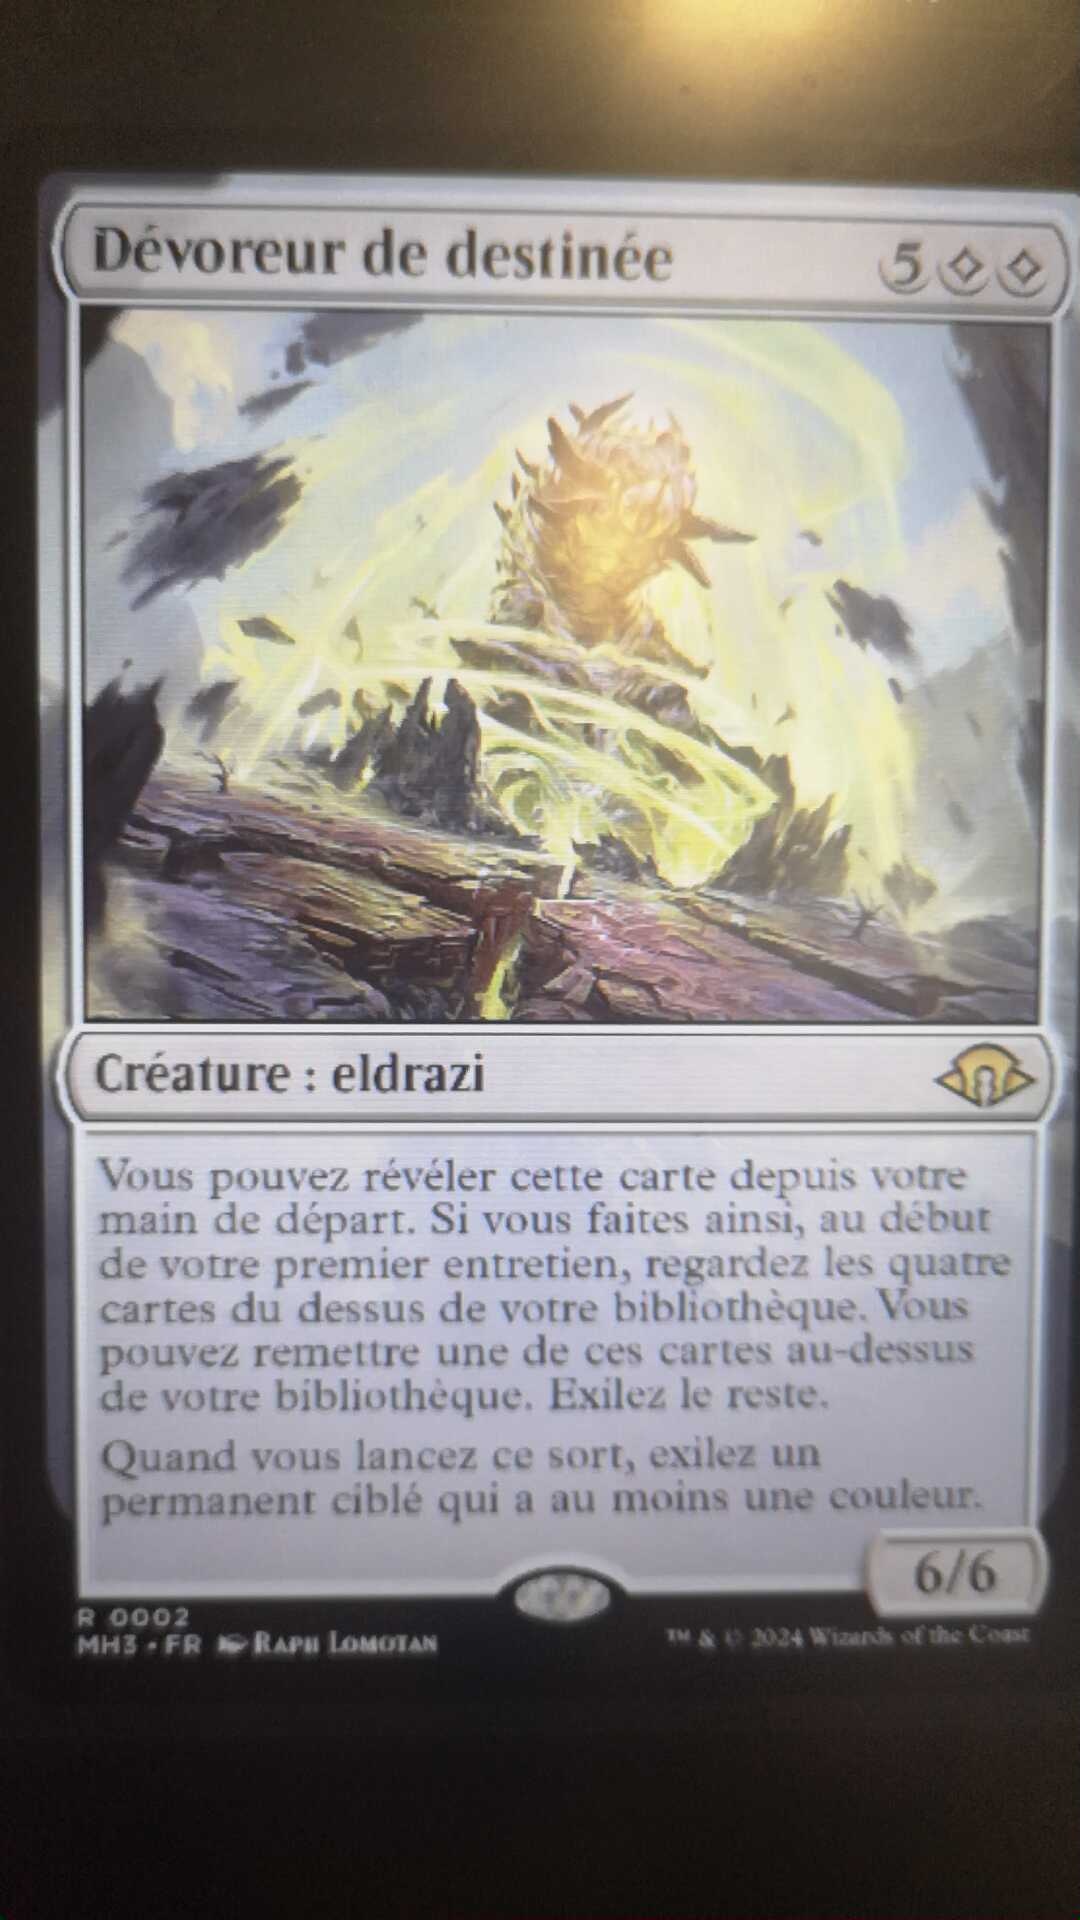 Dévoreur de destinée
5
Créature : eldrazi
Vous pouvez révéler cette carte depuis votre
main de départ. Si vous faites ainsi, au début
de votre premier entretien, regardez les quatre
cartes du dessus de votre bibliothèque. Vous
pouvez remettre une de ces cartes au-dessus
de votre bibliothèque. Exilez le reste.
Quand vous lancez ce sort, exilez un
permanent ciblé qui a au moins une couleur.
6/6
R 0002
MH3 • FR RAPH LOMOTAN
™ & © 2024 Wizards of the Coast